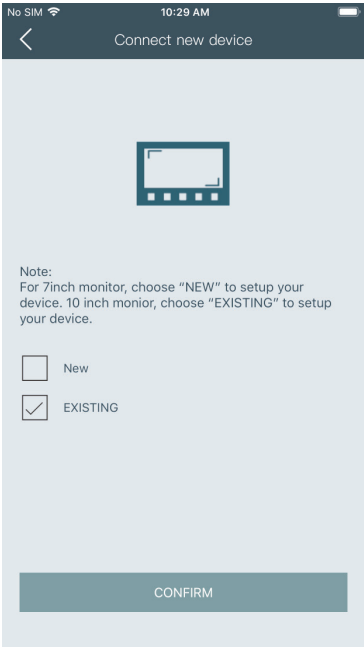 No SIM 10:29 AM
Connect new device
Note:
For 7inch monitor, choose “NEW” to setup your
device. 10 inch monior, choose “EXISTING” to setup
your device.
New
EXISTING
CONFIRM